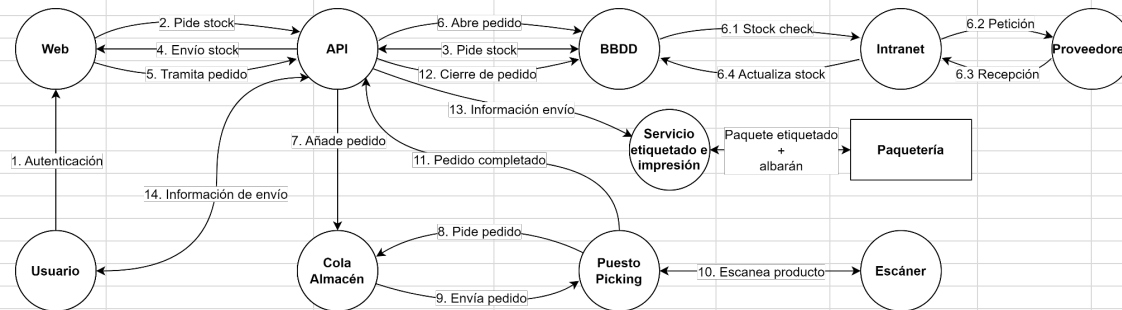 2. Pide stock
6. Abre pedido
6.1 Stock check
6.2 Petición
Web
4. Envío stock
API
3. Pide stock
BBDD
Intranet
Proveedore
5. Tramita pedido
12. Cierre de pedido
6.4 Actualiza stock
6.3 Recepción
13. Información envío
7. Añade pedido
Servicio
etiquetado e
impresión
Paquete etiquetado
+
albarán
Paquetería
1. Autenticación
11. Pedido completado
14. Información de envío
8. Pide pedido
Usuario
Cola
Almacén
Puesto
Picking
10. Escanea producto
Escáner
9. Envía pedido